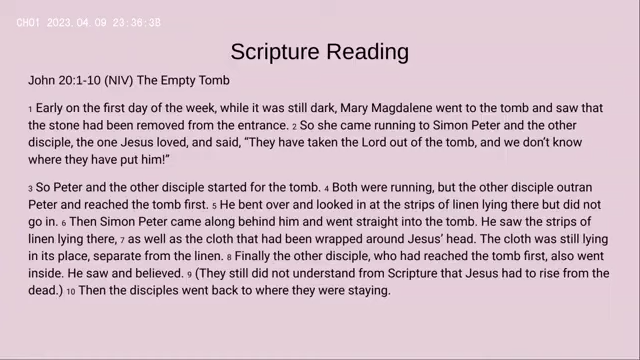 CH01 2023.04.09 23:36:38
Scripture Reading
John 20:1-10 (NIV) The Empty Tomb
1 Early on the first day of the week, while it was still dark, Mary Magdalene went to the tomb and saw that
the stone had been removed from the entrance. 2 So she came running to Simon Peter and the other
disciple, the one Jesus loved, and said, “They have taken the Lord out of the tomb, and we don’t know
where they have put him!”
3 So Peter and the other disciple started for the tomb. 4 Both were running, but the other disciple outran
Peter and reached the tomb first. 5 He bent over and looked in at the strips of linen lying there but did not
go in. 6 Then Simon Peter came along behind him and went straight into the tomb. He saw the strips of
linen lying there, 7 as well as the cloth that had been wrapped around Jesus’ head. The cloth was still lying
in its place, separate from the linen. 8 Finally the other disciple, who had reached the tomb first, also went
inside. He saw and believed. 9 (They still did not understand from Scripture that Jesus had to rise from the
dead.) 10 Then the disciples went back to where they were staying.